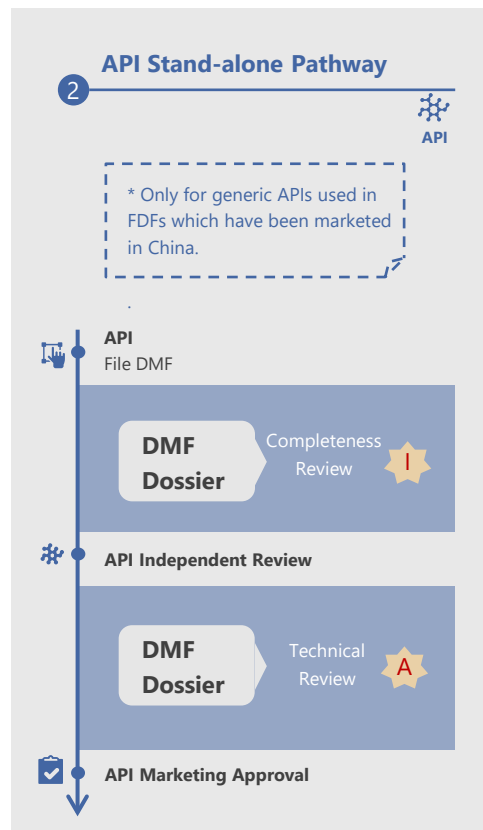 API Stand-alone Pathway
2
API
* Only for generic APIs used in
FDFs which have been marketed
in China.
.
API
File DMF
DMF
Dossier
Completeness
Review
I
API Independent Review
DMF
Dossier
Technical
Review
A
API Marketing Approval